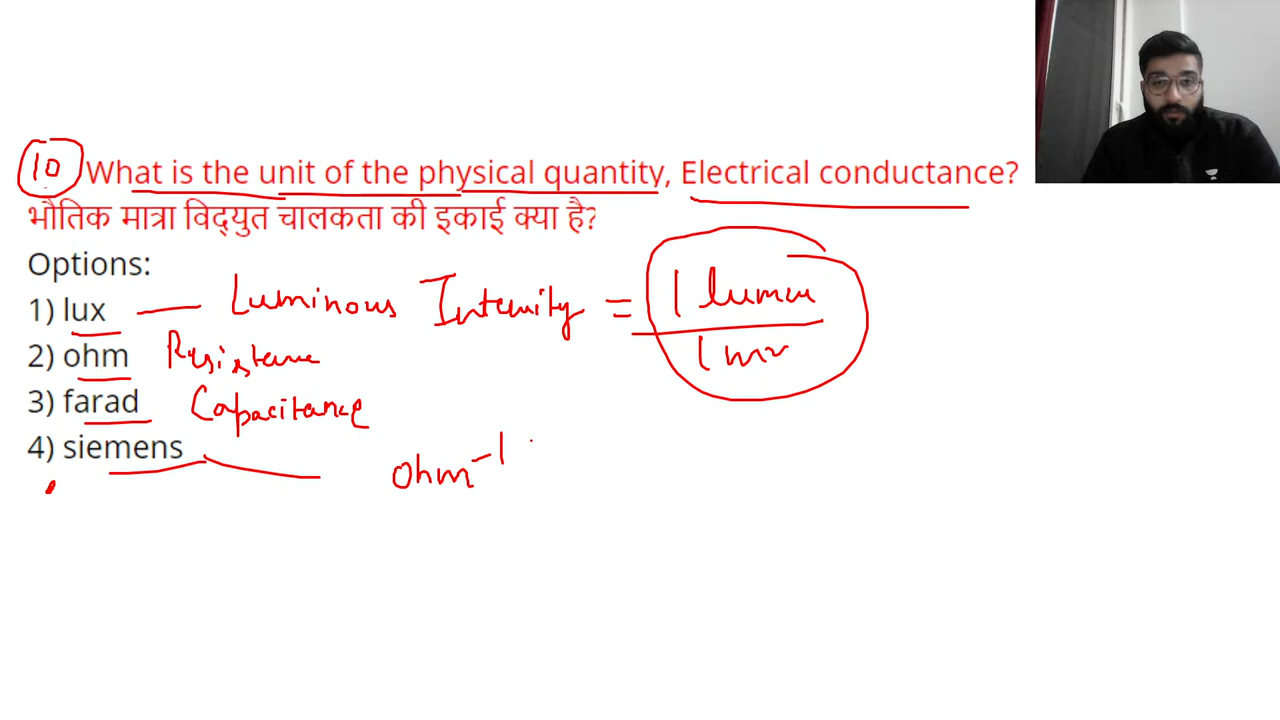 10 What is the unit of the physical quantity, Electrical conductance?
भौतिक मात्रा विद्युत चालकता की इकाई क्या है?
Options:
1) lux — Luminous Intensity = 1 lumen / 1 m²
2) ohm Resistance
3) farad Capacitance
4) siemens ohm⁻¹